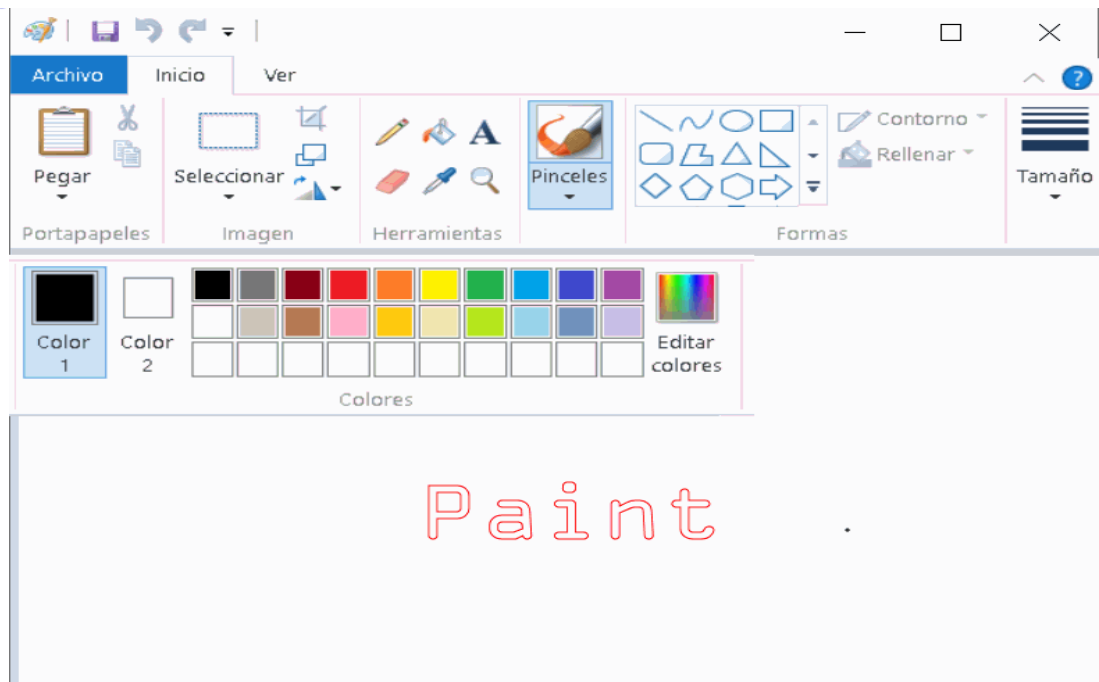 Archivo Inicio Ver ?
A
Contorno
Rellenar
Pegar Seleccionar Pinceles Tamaño
Portapapeles Imagen Herramientas Formas
Color 1 Color 2 Editar colores
Colores
Paint